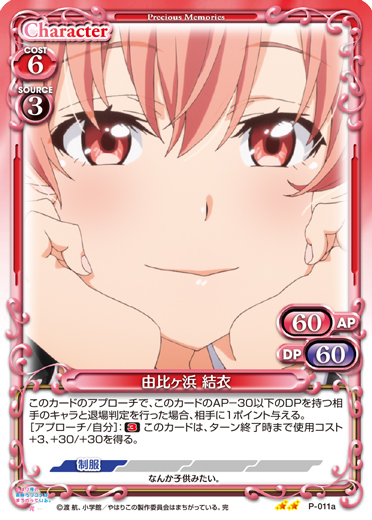 Precious Memories
Character
COST
6
SOURCE
3
60 AP
DP 60
由比ヶ浜 結衣
このカードのアプローチで、このカードのAP－30以下のDPを持つ相
手のキャラと退場判定を行った場合、相手に1ポイント与える。
[アプローチ/自分]:3 このカードは、ターン終了時まで使用コスト
+3、+30/+30を得る。
制服
なんか子供みたい。
©渡 航、小学館／やはりこの製作委員会はまちがっている。完
P-011a